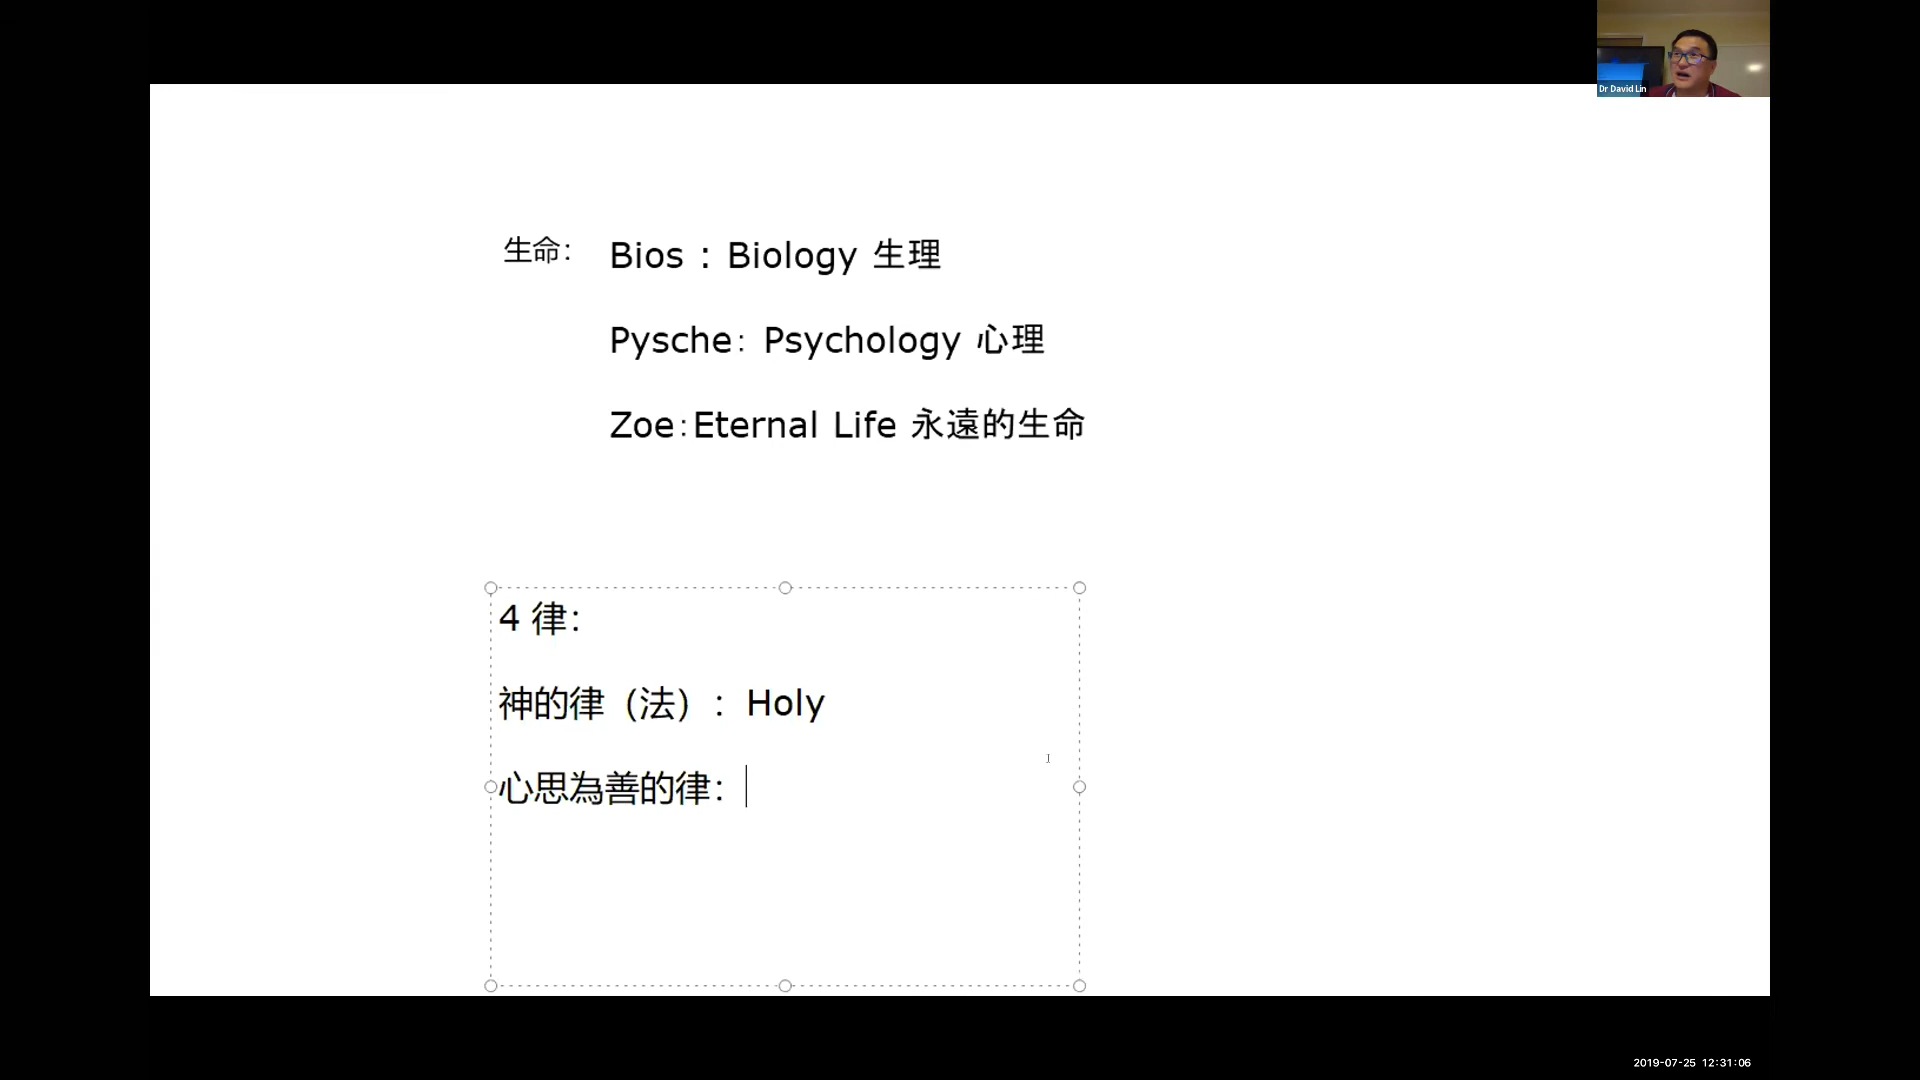 Dr David Lin
生命： Bios : Biology 生理
Pysche： Psychology 心理
Zoe：Eternal Life 永遠的生命
4 律：
神的律（法）：Holy
心思為善的律：
2019-07-25 12:31:06